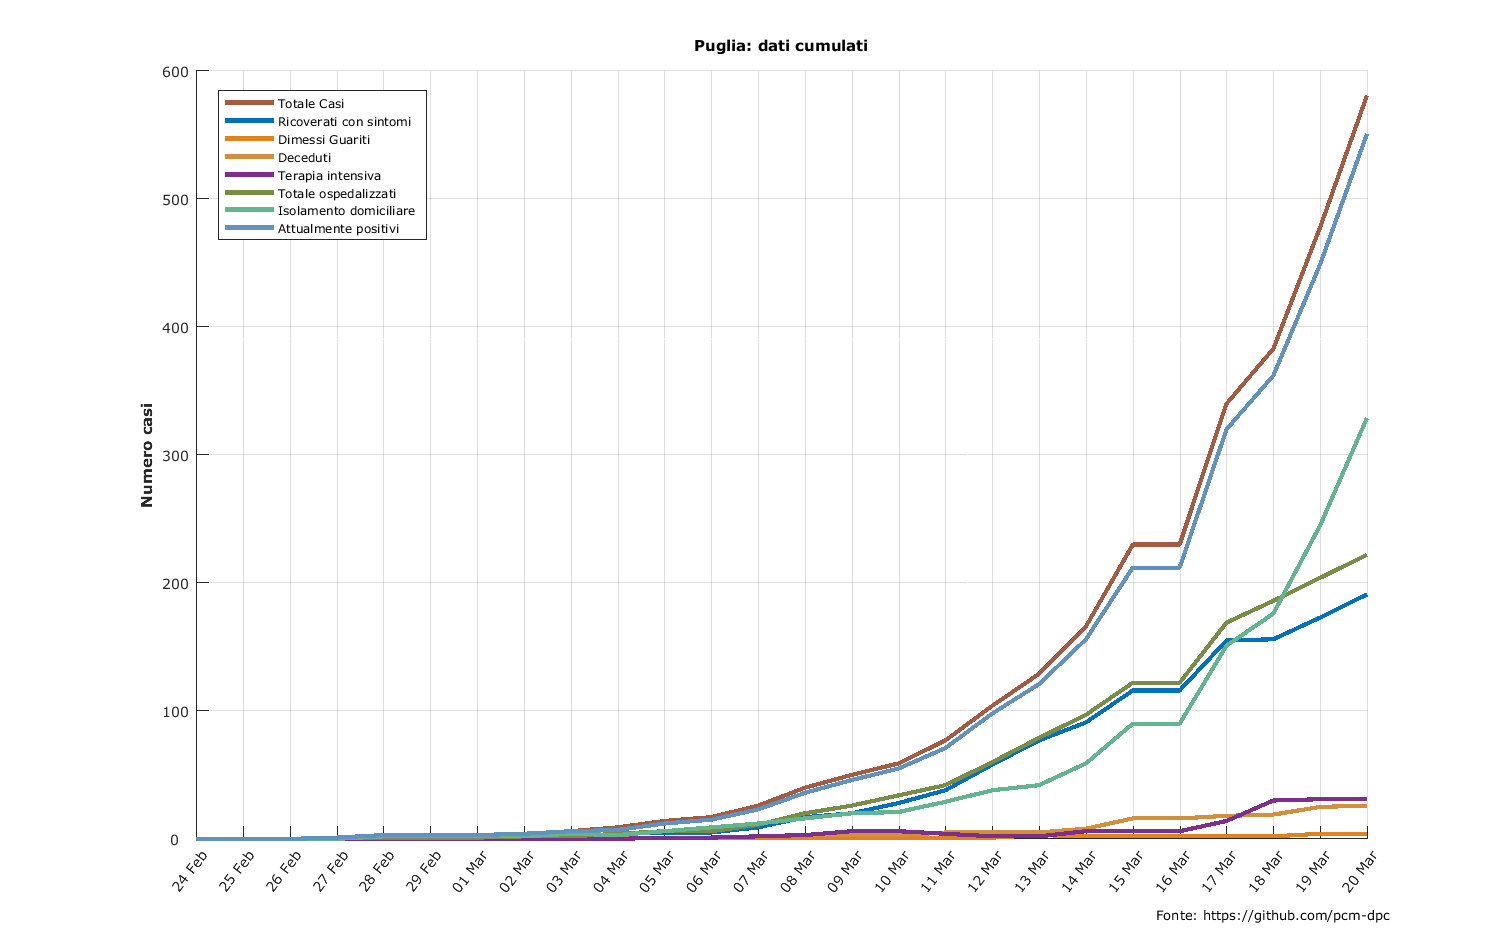 Puglia: dati cumulati
600
500
400
300
200
100
0
Numero casi
Totale Casi
Ricoverati con sintomi
Dimessi Guariti
Deceduti
Terapia intensiva
Totale ospedalizzati
Isolamento domiciliare
Attualmente positivi
24 Feb
25 Feb
26 Feb
27 Feb
28 Feb
29 Feb
01 Mar
02 Mar
03 Mar
04 Mar
05 Mar
06 Mar
07 Mar
08 Mar
09 Mar
10 Mar
11 Mar
12 Mar
13 Mar
14 Mar
15 Mar
16 Mar
17 Mar
18 Mar
19 Mar
20 Mar
Fonte: https://github.com/pcm-dpc